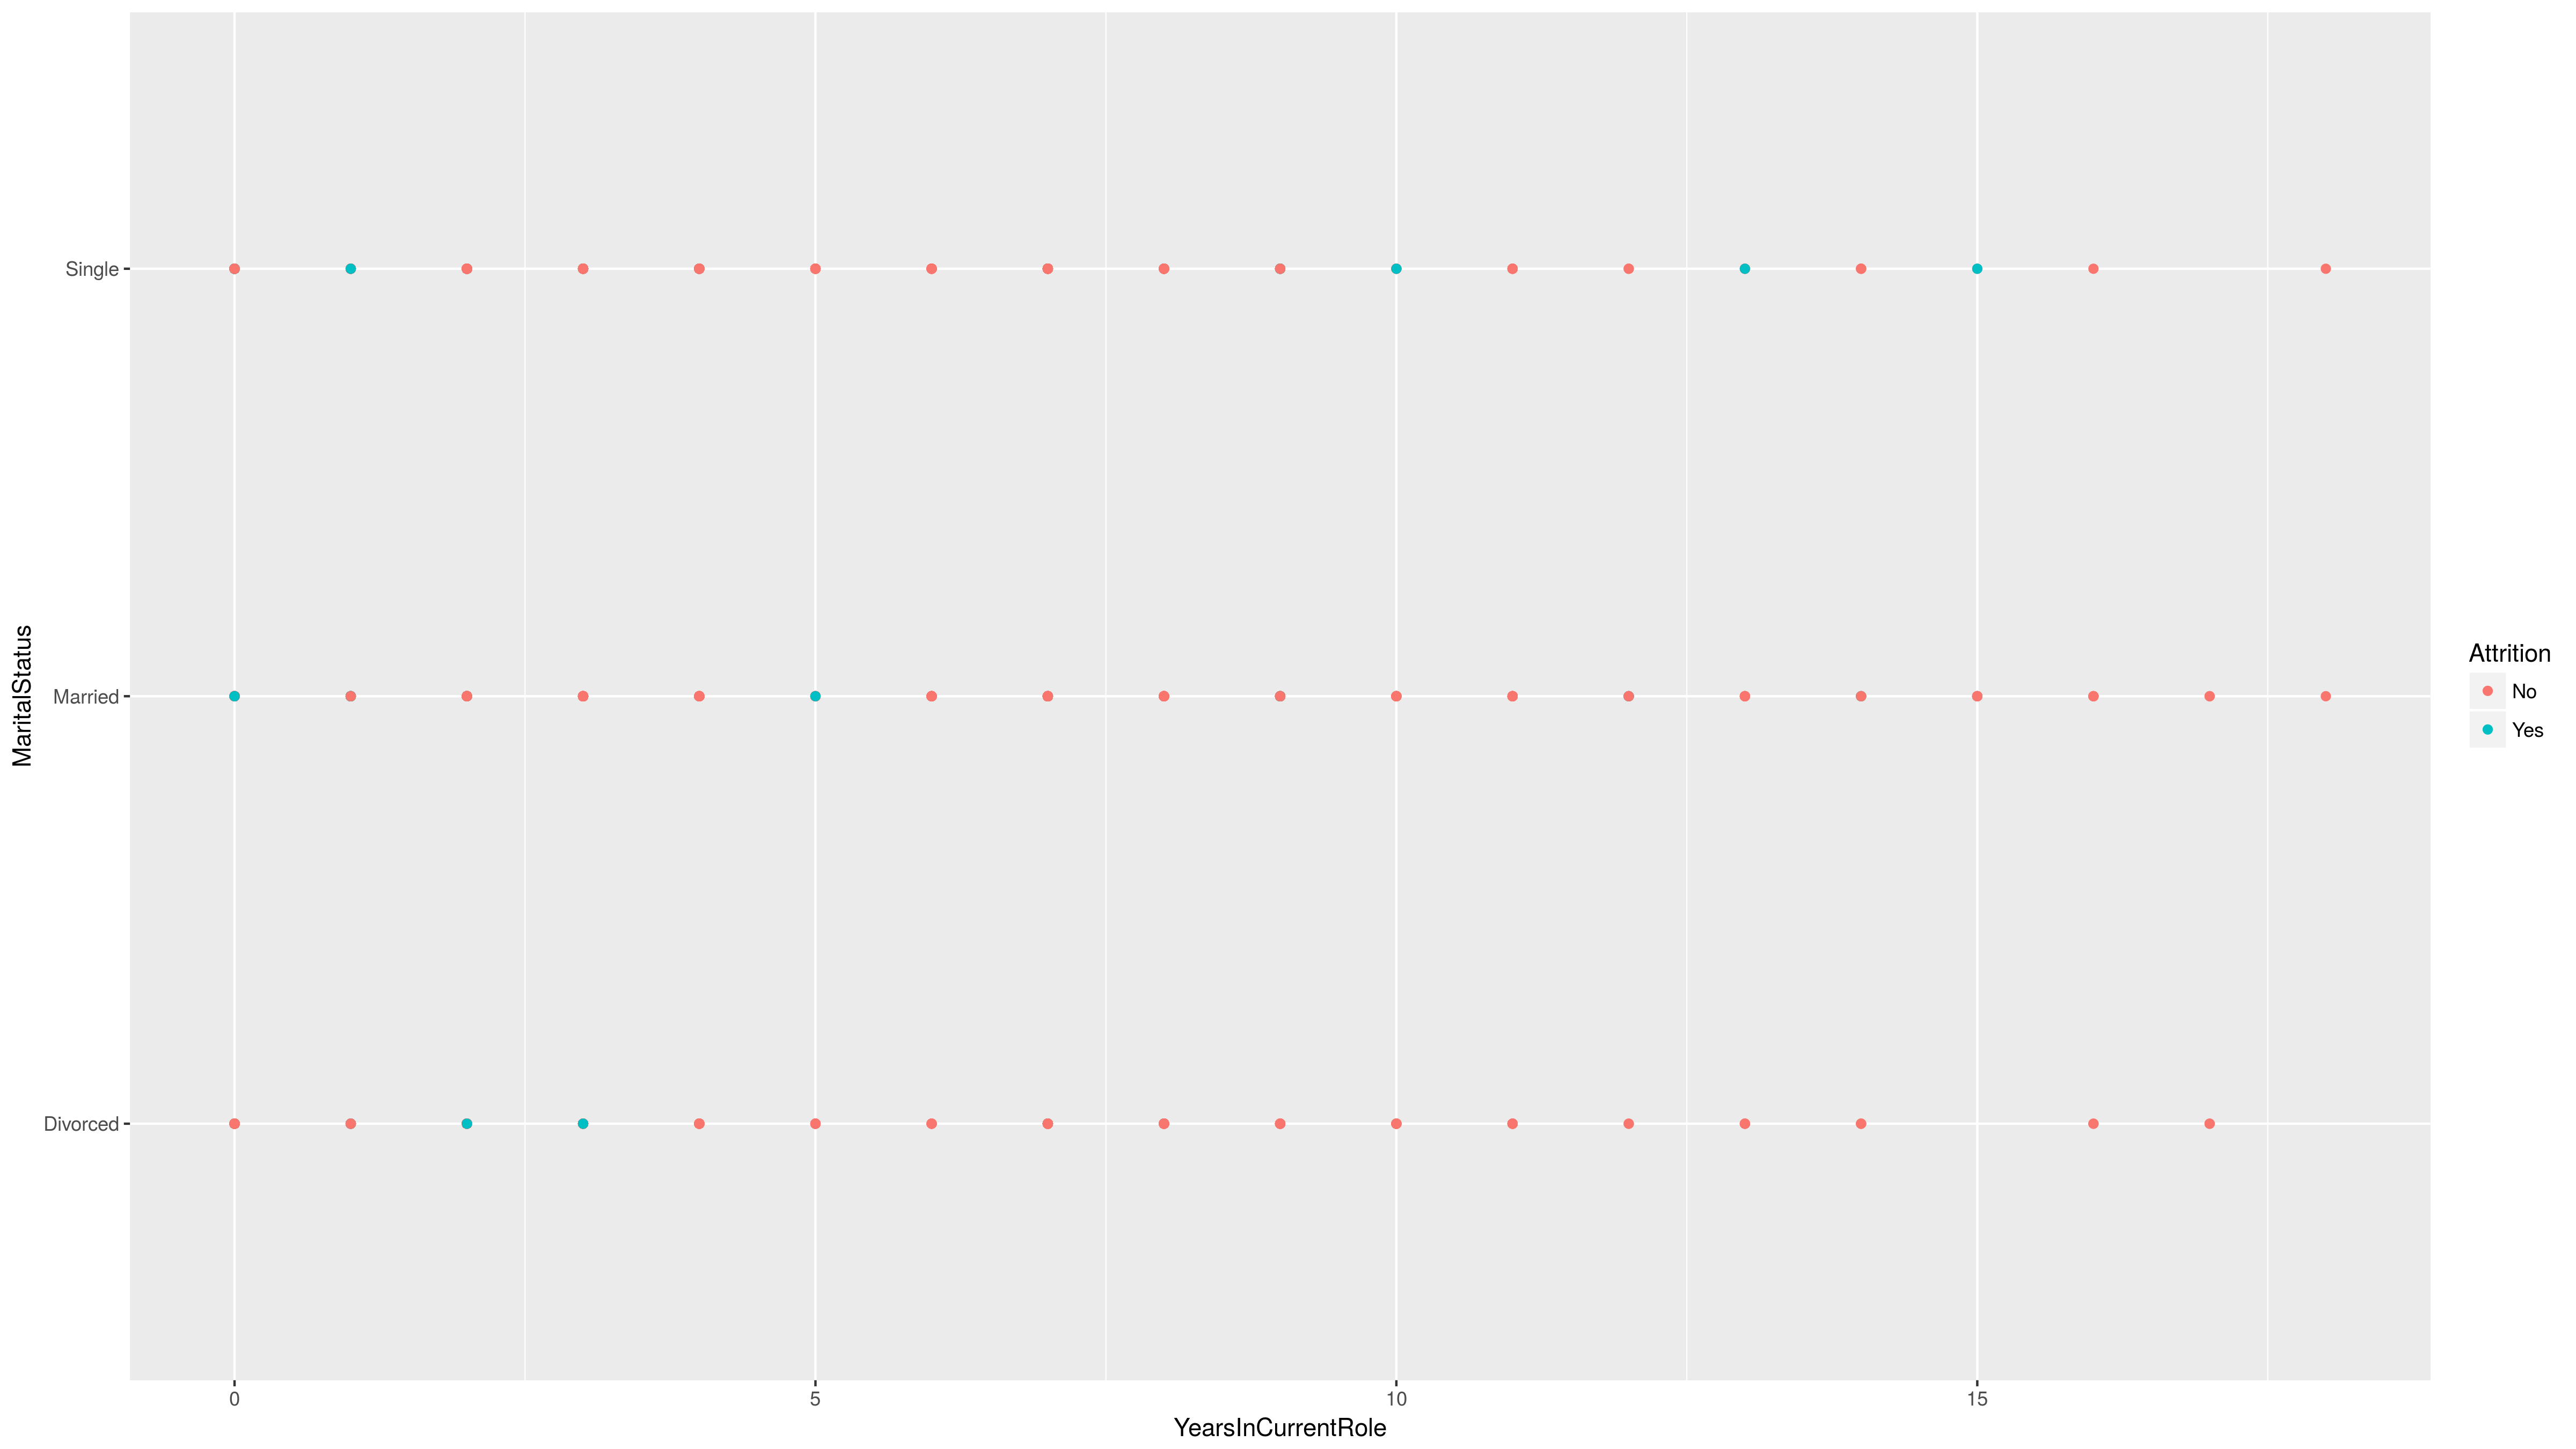 Single
Married
Divorced
MaritalStatus
0 5 10 15
YearsInCurrentRole
Attrition
No
Yes